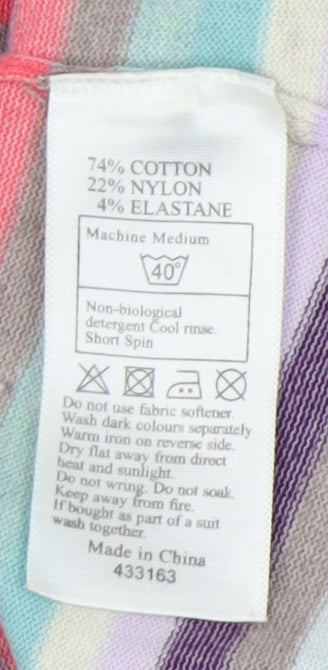 74% COTTON
22% NYLON
4% ELASTANE
Machine Medium
40°
Non-biological
detergent Cool rinse.
Short Spin
Do not use fabric softener.
Wash dark colours separately
Warm iron on reverse side.
Dry flat away from direct
heat and sunlight.
Do not wring. Do not soak.
Keep away from fire.
If bought as part of a suit
wash together.
Made in China
433163